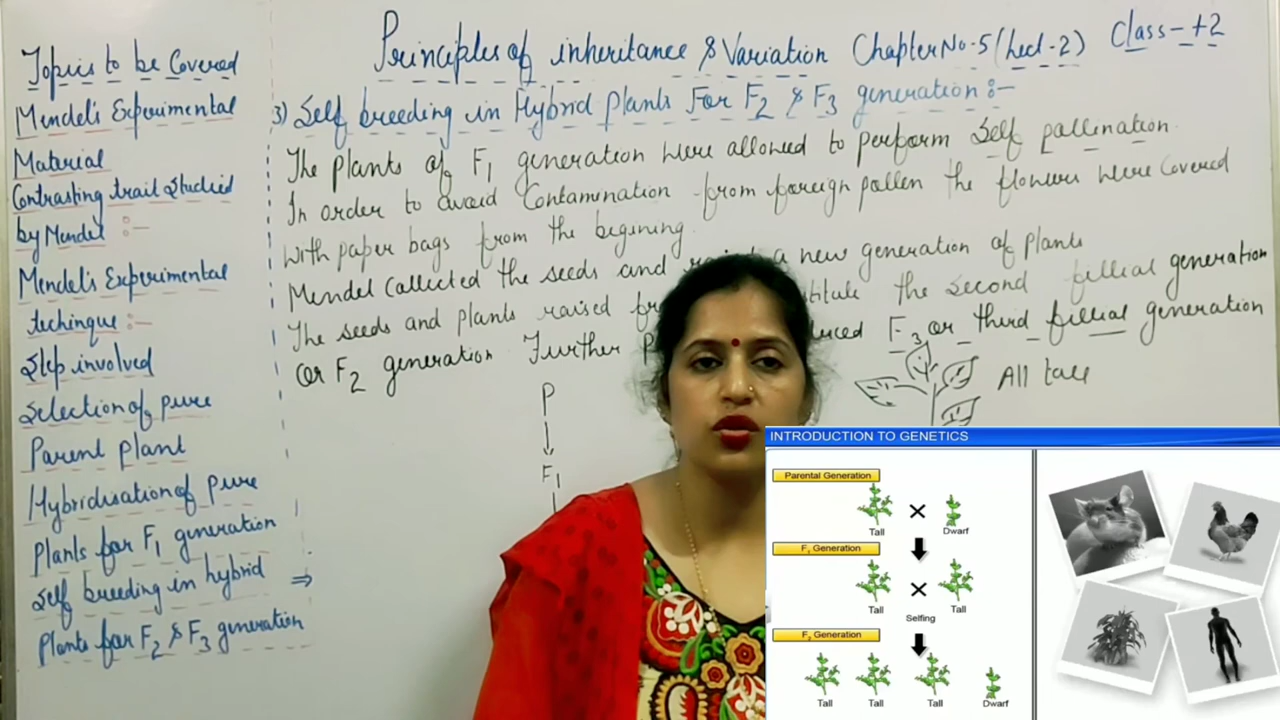 Principles of inheritance & Variation Chapter No-5 (Lect-2) Class-+2
Topics to be Covered
Mendel's Experimental
Material
Contrasting trait Studied
by Mendel :-
Mendel's Experimental
techinque :-
Step involved
Selection of pure
Parent plant
Hybridisation of pure
plants for F1 generation
Self breeding in hybrid ⇒
Plants for F2 & F3 generation
3) Self breeding in Hybrid plants For F2 & F3 generation :-
The plants of F1 generation were allowed to perform Self pollination.
In order to avoid Contamination from foreign pollen the flowers were Covered
with paper bags from the begining.
Mendel Collected the seeds and a new generation of plants
The seeds and plants raised the second fillial generation
Or F2 generation Further F3 or third fillial generation
P
F1
All tall
INTRODUCTION TO GENETICS
Parental Generation
Tall × Dwarf
F1 Generation
Tall × Tall
Selfing
F2 Generation
Tall Tall Tall Dwarf